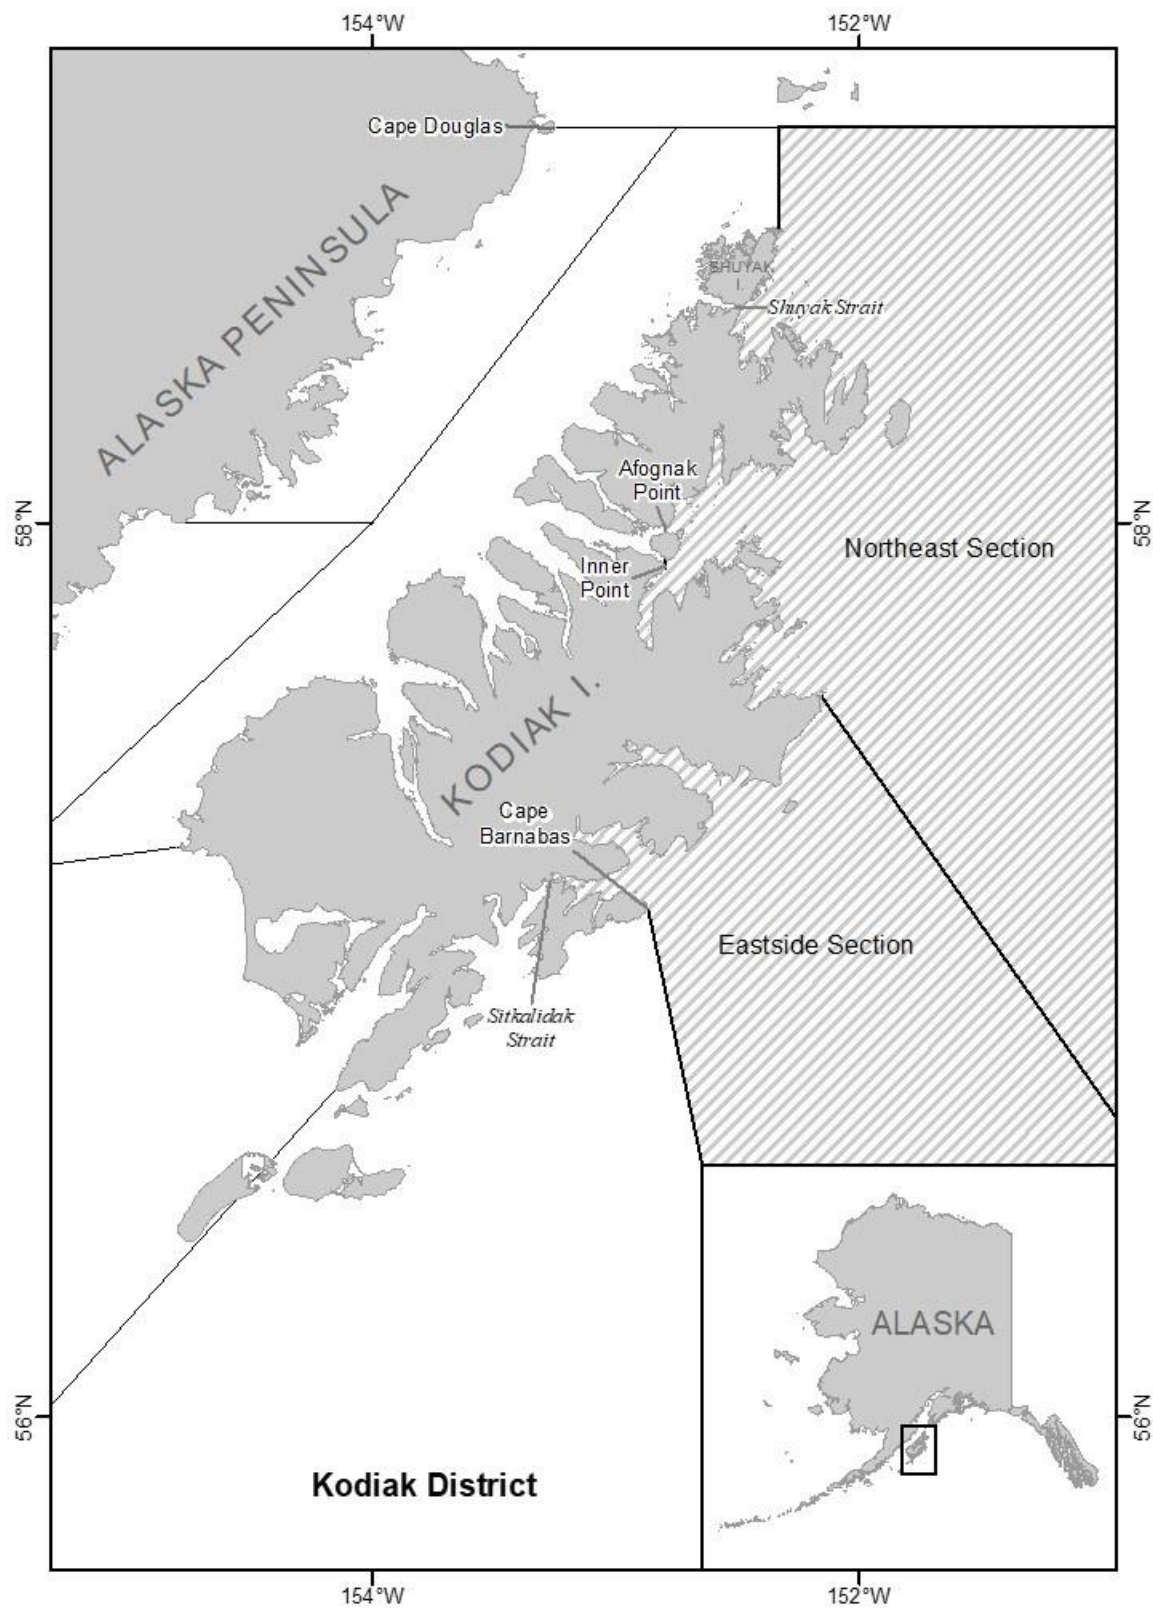 154°W
152°W
Cape Douglas
ALASKA PENINSULA
SHUYAK
I.
Shuyak Strait
Afognak
Point
58°N
58°N
Northeast Section
Inner
Point
KODIAK I.
Cape
Barnabas
Eastside Section
Sitkalidak
Strait
ALASKA
56°N
56°N
Kodiak District
154°W
152°W